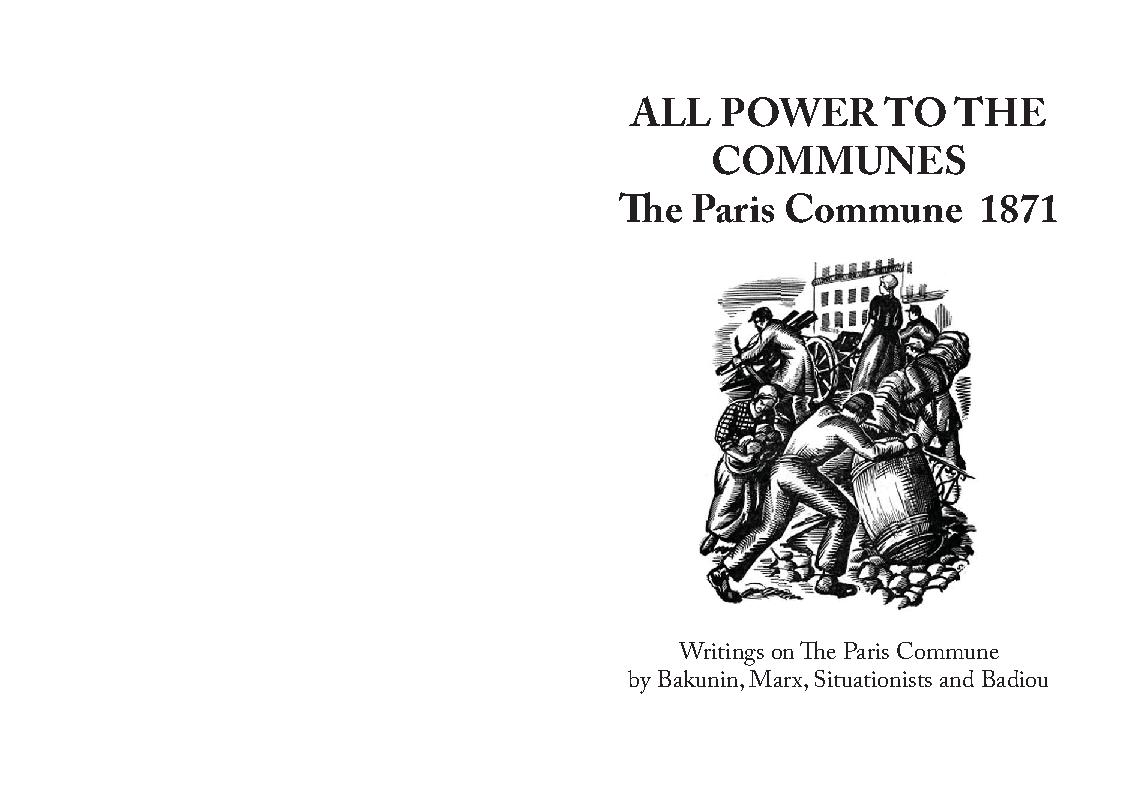 ALL POWER TO THE
COMMUNES
The Paris Commune 1871
Writings on The Paris Commune
by Bakunin, Marx, Situationists and Badiou